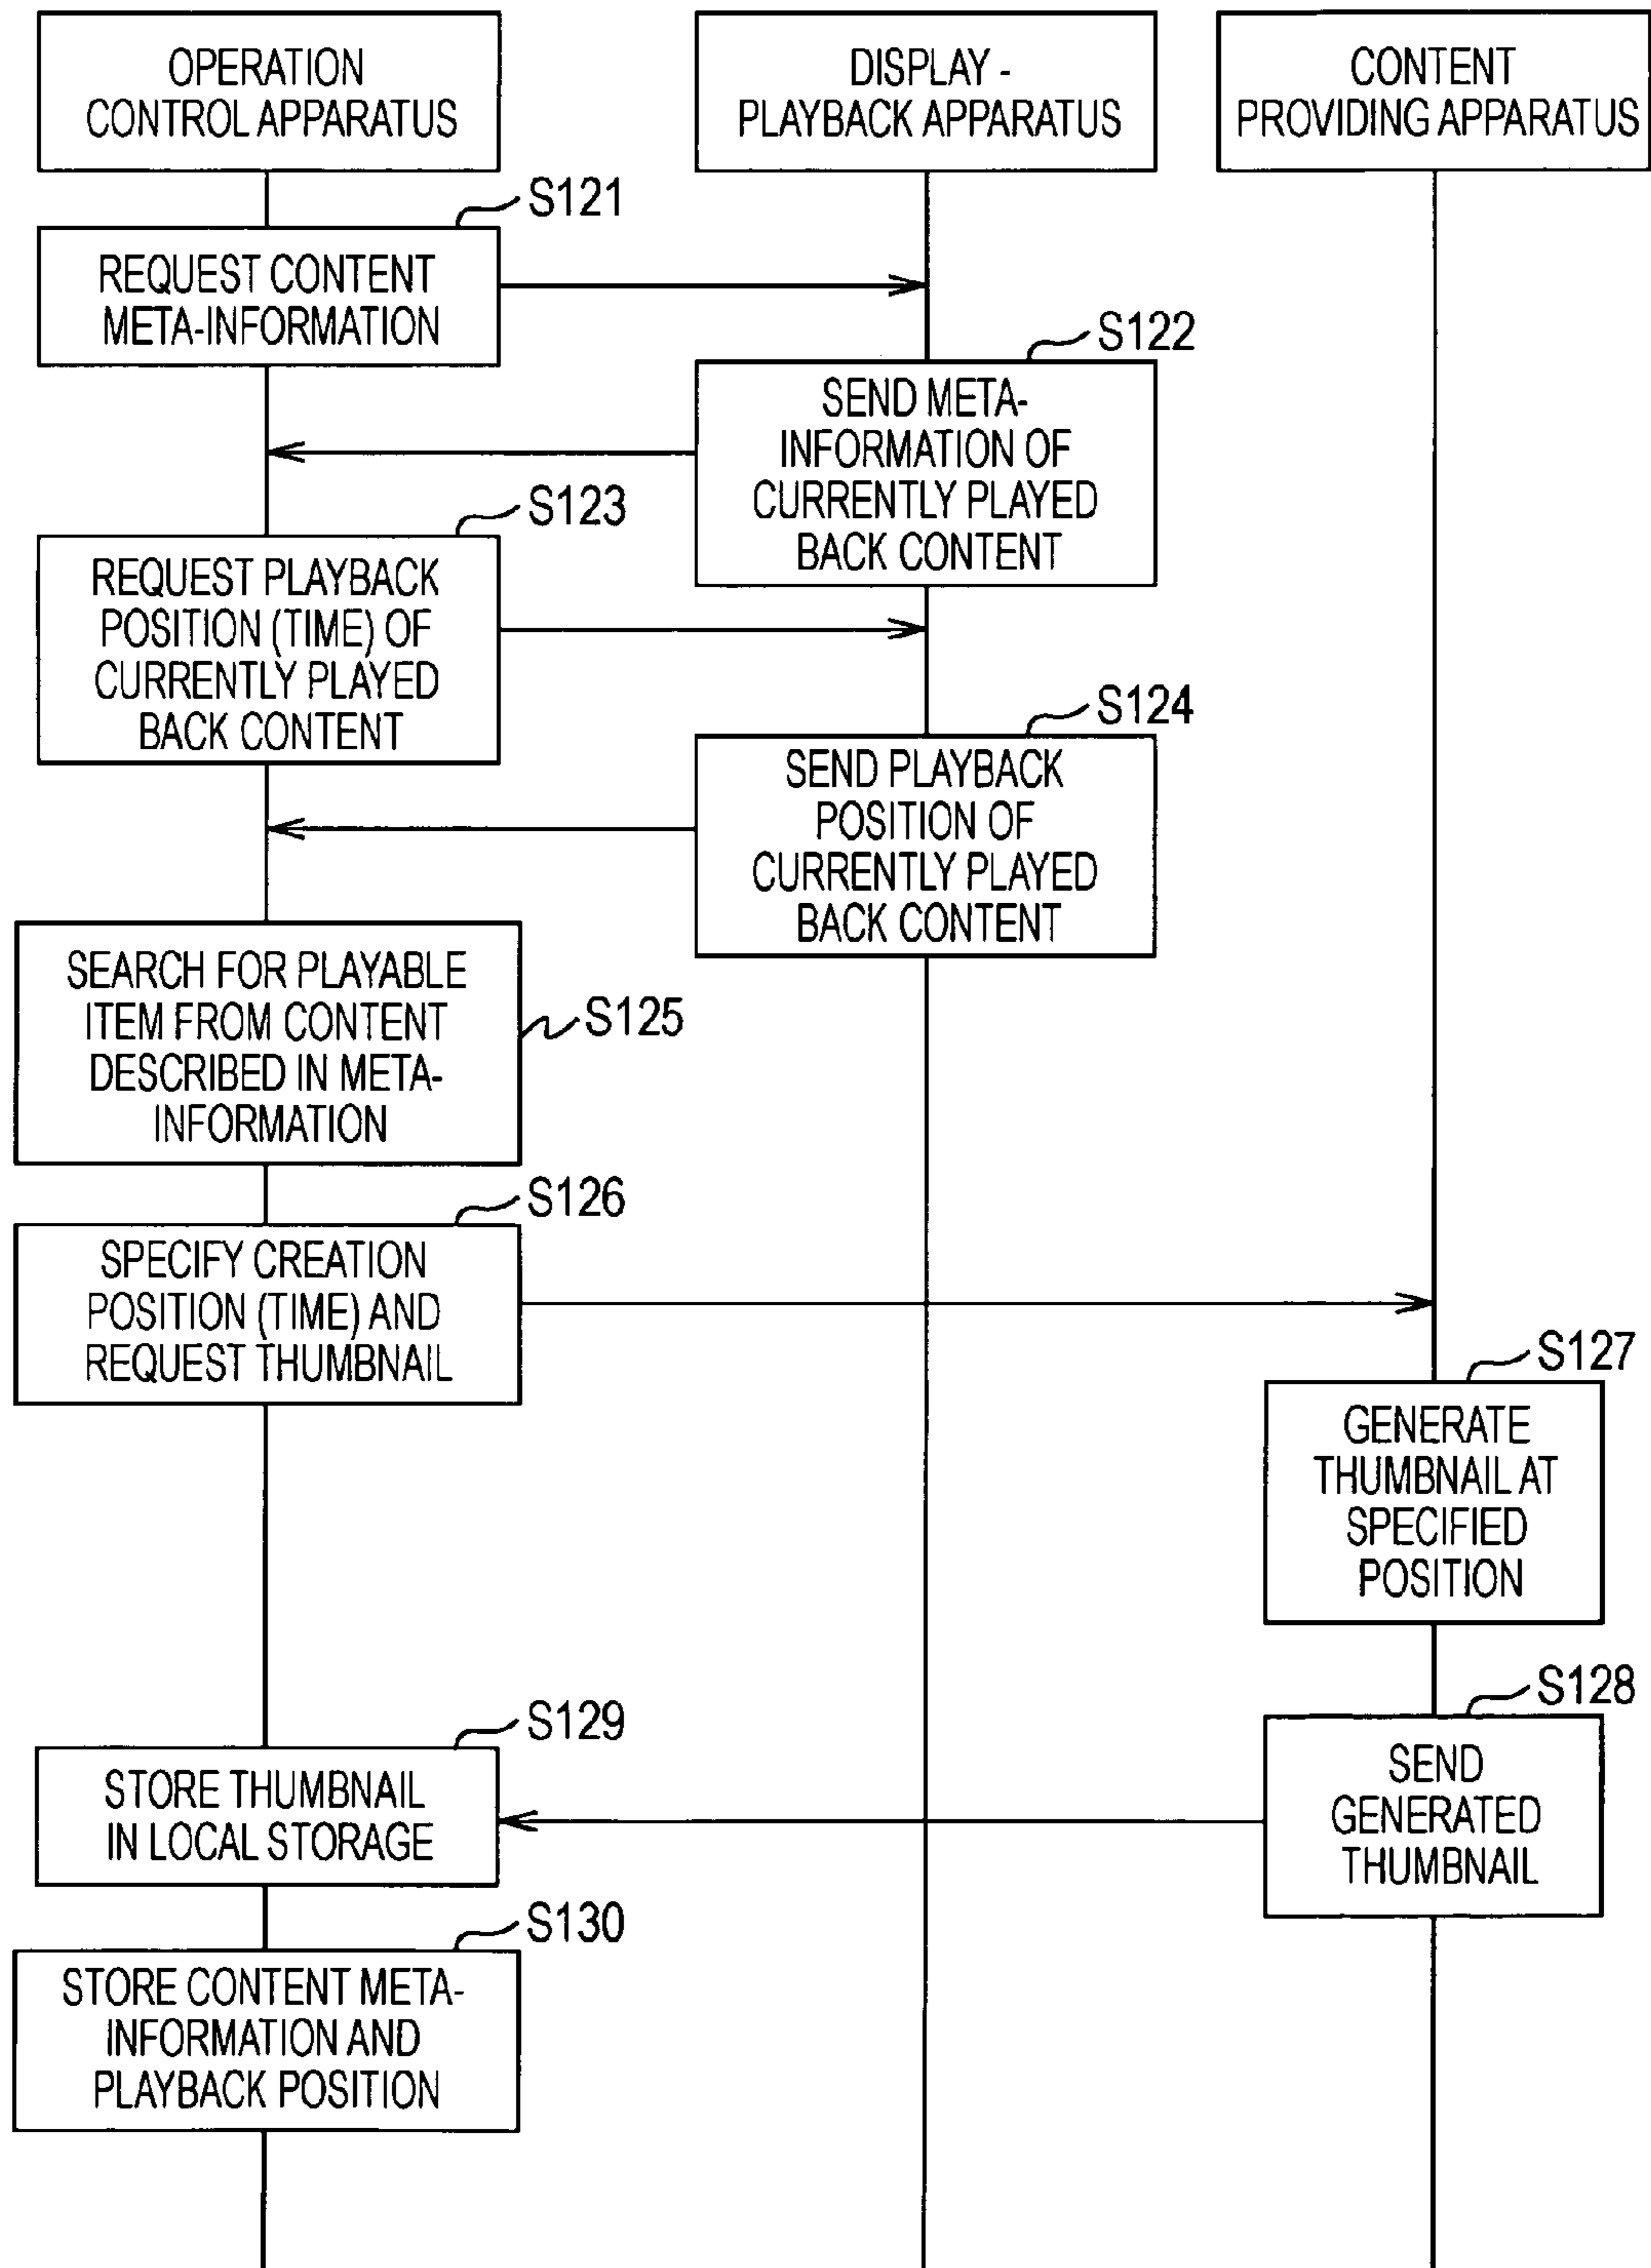 OPERATION
CONTROL APPARATUS
DISPLAY -
PLAYBACK APPARATUS
CONTENT
PROVIDING APPARATUS
S121
REQUEST CONTENT
META-INFORMATION
S122
SEND META-
INFORMATION OF
CURRENTLY PLAYED
BACK CONTENT
S123
REQUEST PLAYBACK
POSITION (TIME) OF
CURRENTLY PLAYED
BACK CONTENT
S124
SEND PLAYBACK
POSITION OF
CURRENTLY PLAYED
BACK CONTENT
SEARCH FOR PLAYABLE
ITEM FROM CONTENT
DESCRIBED IN META-
INFORMATION
S125
S126
SPECIFY CREATION
POSITION (TIME) AND
REQUEST THUMBNAIL
S127
GENERATE
THUMBNAIL AT
SPECIFIED
POSITION
S128
SEND
GENERATED
THUMBNAIL
S129
STORE THUMBNAIL
IN LOCAL STORAGE
S130
STORE CONTENT META-
INFORMATION AND
PLAYBACK POSITION